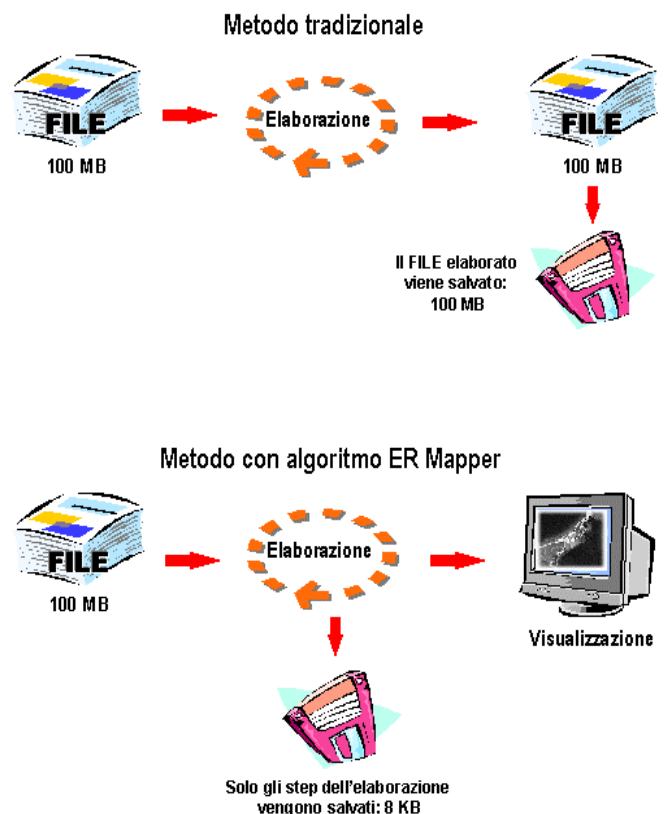 Metodo tradizionale
FILE
Elaborazione
FILE
100 MB
100 MB
Il FILE elaborato
viene salvato:
100 MB
Metodo con algoritmo ER Mapper
FILE
Elaborazione
100 MB
Visualizzazione
Solo gli step dell'elaborazione
vengono salvati: 8 KB